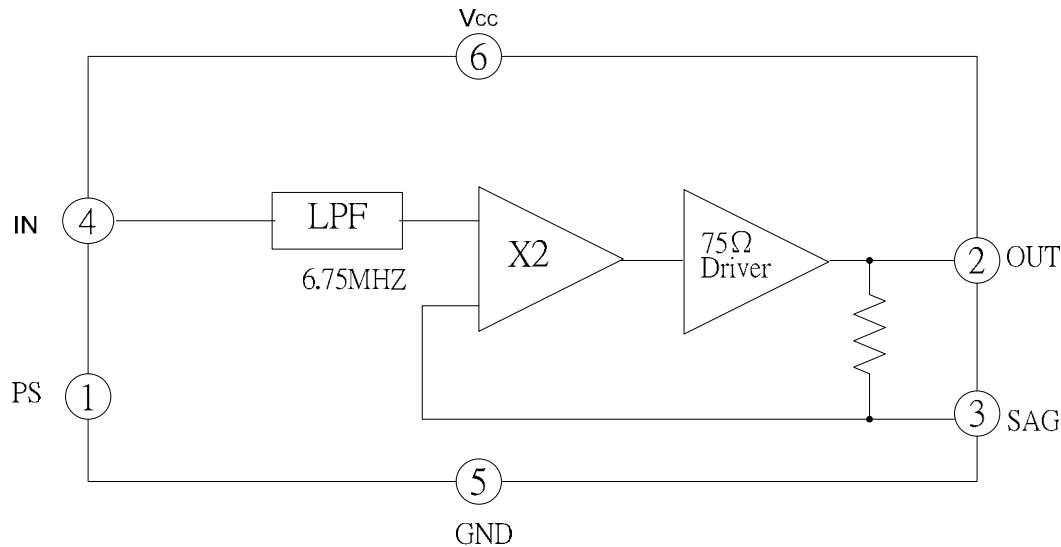 Vcc
6
IN
4
LPF
6.75MHZ
X2
75Ω
Driver
2
OUT
PS
1
3
SAG
5
GND